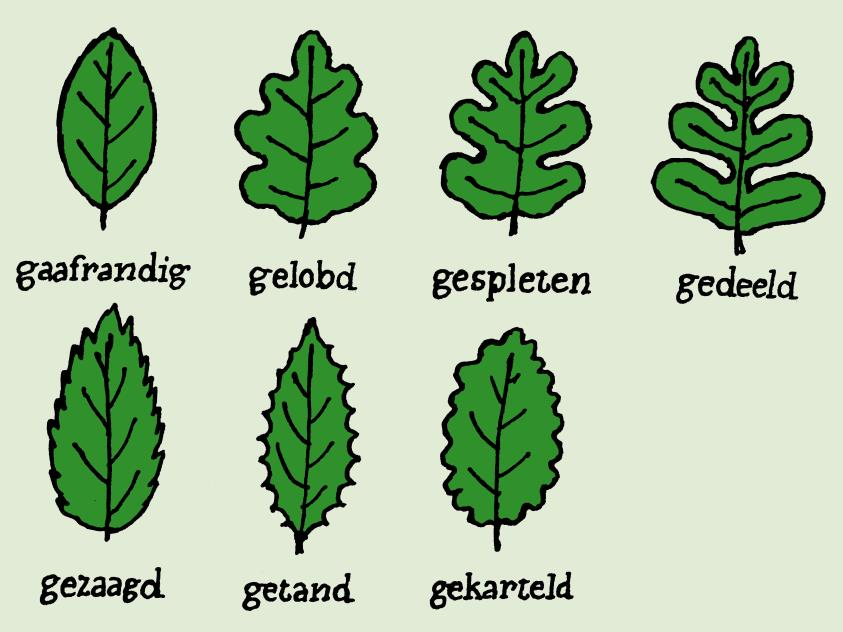 gaafrandig
gelobd
gespleten
gedeeld
gezaagd
getand
gekarteld